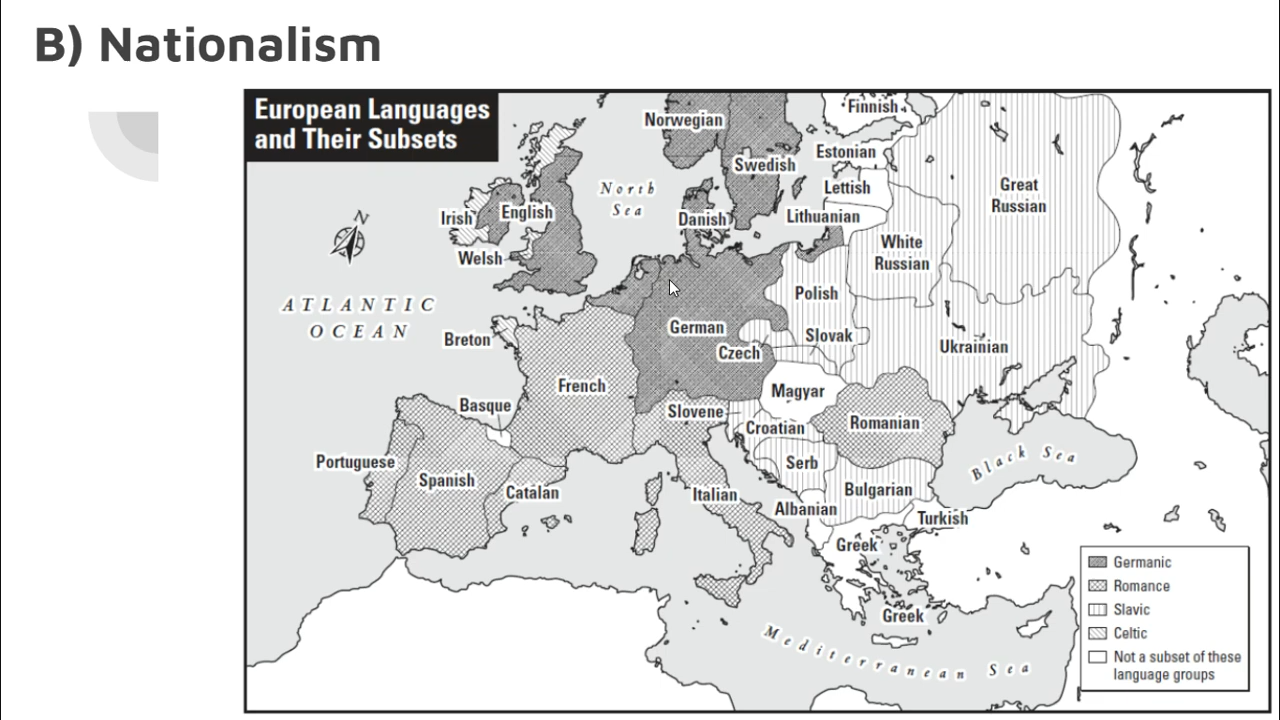 B) Nationalism
European Languages
and Their Subsets
Norwegian
Finnish
Swedish
Estonian
North
Sea
Lettish
Great
Russian
Irish
English
Danish
Lithuanian
N
White
Russian
Welsh
ATLANTIC
OCEAN
Polish
German
Slovak
Breton
Czech
Ukrainian
French
Magyar
Basque
Slovene
Croatian
Romanian
Portuguese
Spanish
Serb
Black Sea
Catalan
Italian
Bulgarian
Albanian
Turkish
Greek
Greek
Mediterranean Sea
Germanic
Romance
Slavic
Celtic
Not a subset of these
language groups